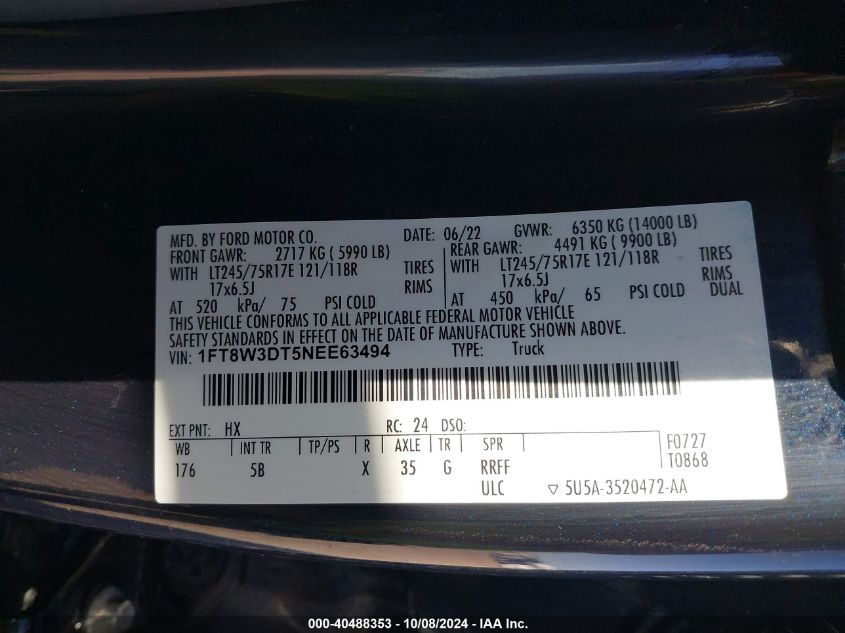 MFD. BY FORD MOTOR CO. DATE: 06/22 GVWR: 6350 KG (14000 LB)
FRONT GAWR: 2717 KG ( 5990 LB) REAR GAWR: 4491 KG ( 9900 LB)
WITH LT245/75R17E 121/118R TIRES WITH LT245/75R17E 121/118R TIRES
17x6.5J RIMS 17x6.5J RIMS
AT 520 kPa/ 75 PSI COLD AT 450 kPa/ 65 PSI COLD DUAL
THIS VEHICLE CONFORMS TO ALL APPLICABLE FEDERAL MOTOR VEHICLE
SAFETY STANDARDS IN EFFECT ON THE DATE OF MANUFACTURE SHOWN ABOVE.
VIN: 1FT8W3DT5NEE63494 TYPE: Truck
EXT PNT: HX RC: 24 DSO:
WB INT TR TP/PS R AXLE TR SPR F0727
176 5B X 35 G RRFF T0868
ULC ▽ 5U5A-3520472-AA
000-40488353 - 10/08/2024 - IAA Inc.